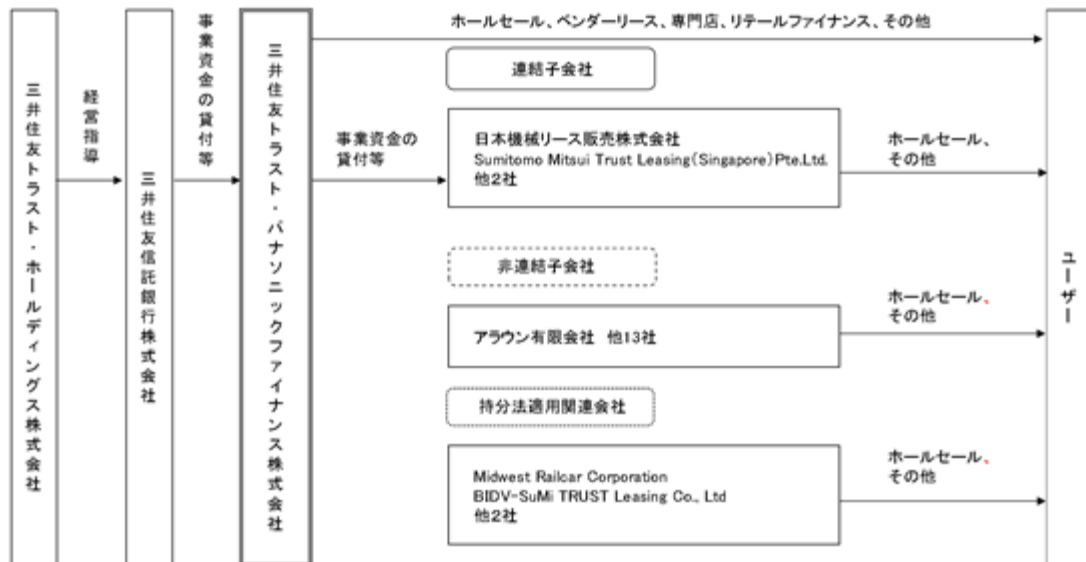 三井住友トラスト・ホールディングス株式会社
経営指導
三井住友信託銀行株式会社
事業資金の貸付等
三井住友トラスト・パナソニックファイナンス株式会社
ホールセール、ベンダーリース、専門店、リテールファイナンス、その他
連結子会社
事業資金の
貸付等
日本機械リース販売株式会社
Sumitomo Mitsui Trust Leasing(Singapore)Pte.Ltd.
他2社
ホールセール、
その他
非連結子会社
アラウン有限会社 他13社
ホールセール、
その他
持分法適用関連会社
Midwest Railcar Corporation
BIDV-SuMi TRUST Leasing Co., Ltd
他2社
ホールセール、
その他
ユーザー